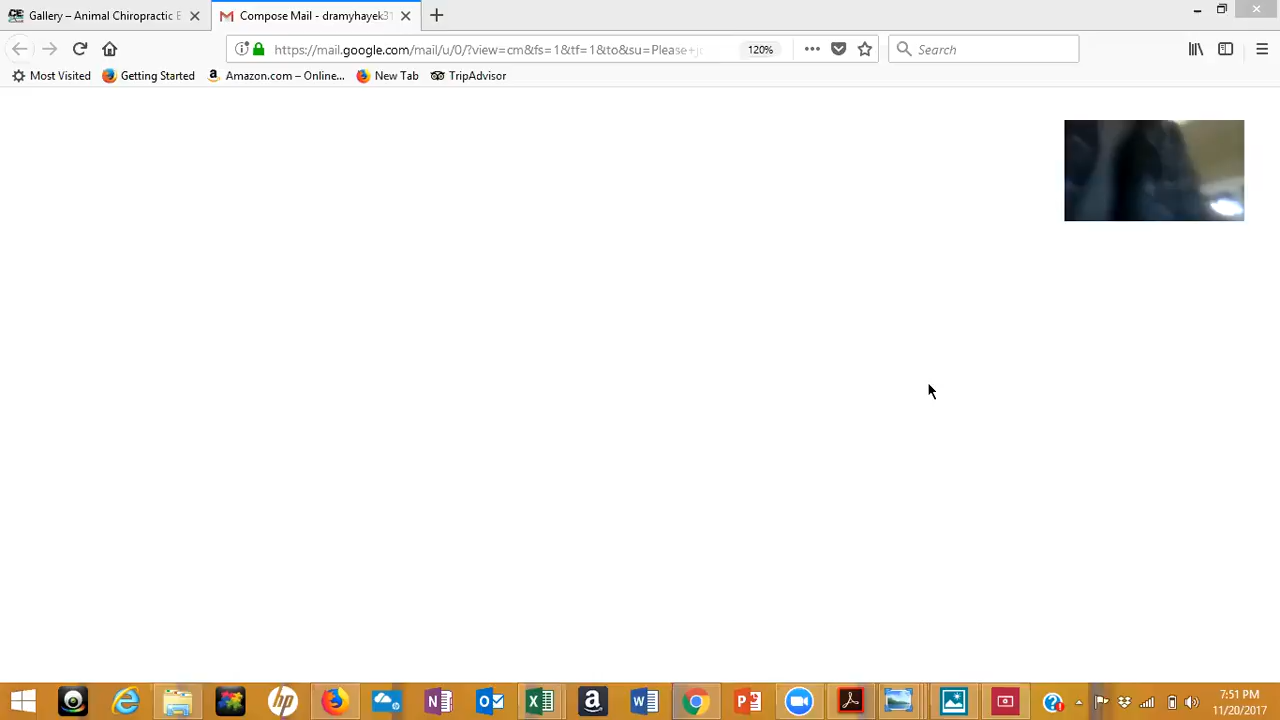 Gallery – Animal Chiropractic E
Compose Mail - dramyhayek31
https://mail.google.com/mail/u/0/?view=cm&fs=1&tf=1&to&su=Please+jo
120%
Search
Most Visited
Getting Started
Amazon.com – Online...
New Tab
TripAdvisor
7:51 PM
11/20/2017